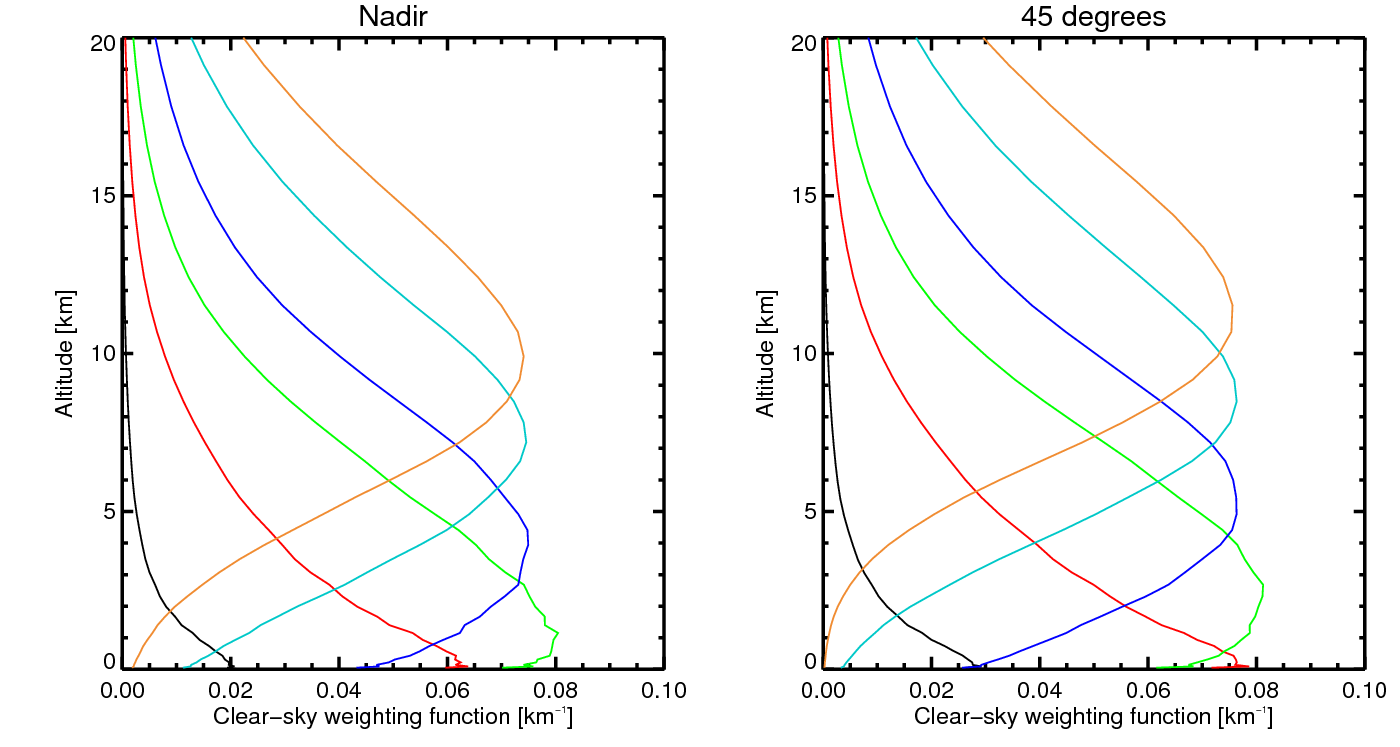 Nadir
20
15
10
5
0
Altitude [km]
0.00 0.02 0.04 0.06 0.08 0.10
Clear−sky weighting function [km⁻¹]
45 degrees
20
15
10
5
0
Altitude [km]
0.00 0.02 0.04 0.06 0.08 0.10
Clear−sky weighting function [km⁻¹]